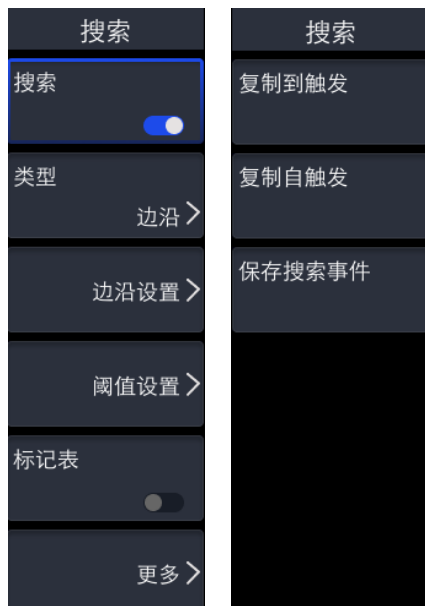 搜索
搜索
类型
边沿
边沿设置
阈值设置
标记表
更多
搜索
复制到触发
复制自触发
保存搜索事件